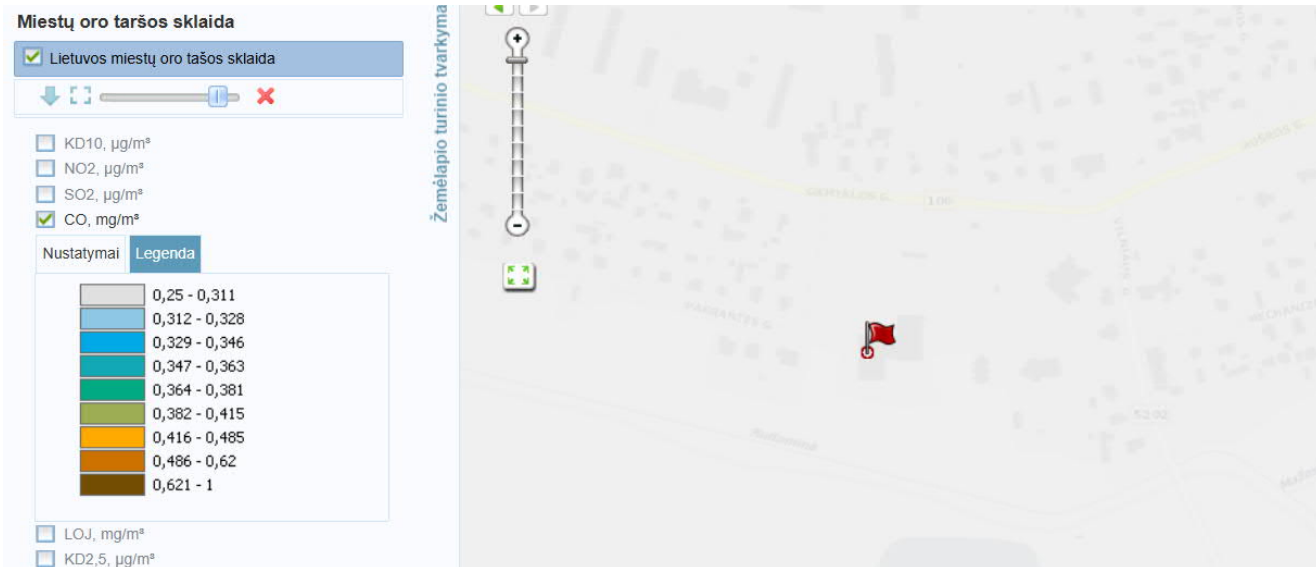 Miestų oro taršos sklaida
Lietuvos miestų oro tašos sklaida
KD10, µg/m³
NO2, µg/m³
SO2, µg/m³
CO, mg/m³
Nustatymai
Legenda
0,25 - 0,311
0,312 - 0,328
0,329 - 0,346
0,347 - 0,363
0,364 - 0,381
0,382 - 0,415
0,416 - 0,485
0,486 - 0,62
0,621 - 1
LOJ, mg/m³
KD2,5, µg/m³
Žemėlapio turinio tvarkyma
106
5202